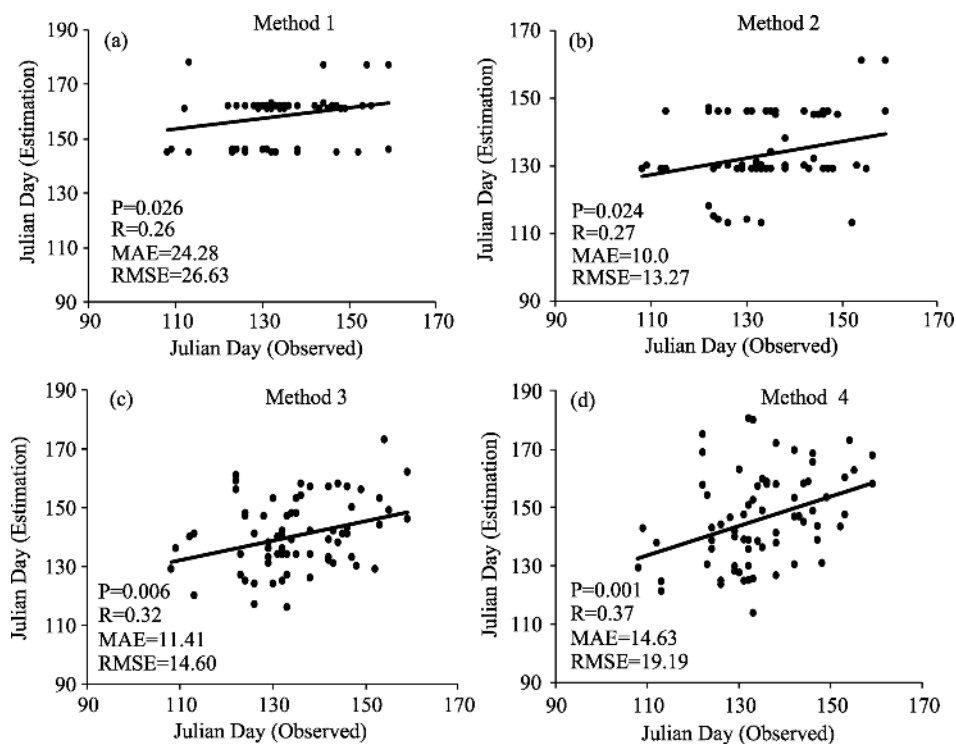 (a) Method 1
190
170
150
130
110
90
Julian Day (Estimation)
P=0.026
R=0.26
MAE=24.28
RMSE=26.63
90 110 130 150 170
Julian Day (Observed)
(b) Method 2
170
150
130
110
90
Julian Day (Estimation)
P=0.024
R=0.27
MAE=10.0
RMSE=13.27
90 110 130 150 170
Julian Day (Observed)
(c) Method 3
190
170
150
130
110
90
Julian Day (Estimation)
P=0.006
R=0.32
MAE=11.41
RMSE=14.60
90 110 130 150 170
Julian Day (Observed)
(d) Method 4
190
170
150
130
110
90
Julian Day (Estimation)
P=0.001
R=0.37
MAE=14.63
RMSE=19.19
90 110 130 150 170
Julian Day (Observed)